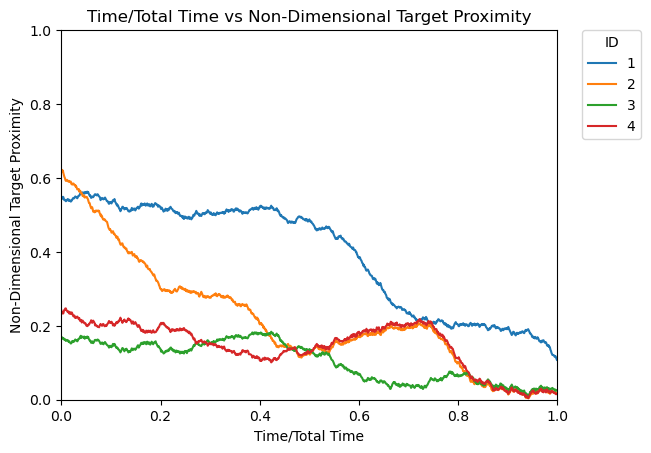 Time/Total Time vs Non-Dimensional Target Proximity
ID
1
2
3
4
Non-Dimensional Target Proximity
1.0
0.8
0.6
0.4
0.2
0.0
0.0 0.2 0.4 0.6 0.8 1.0
Time/Total Time